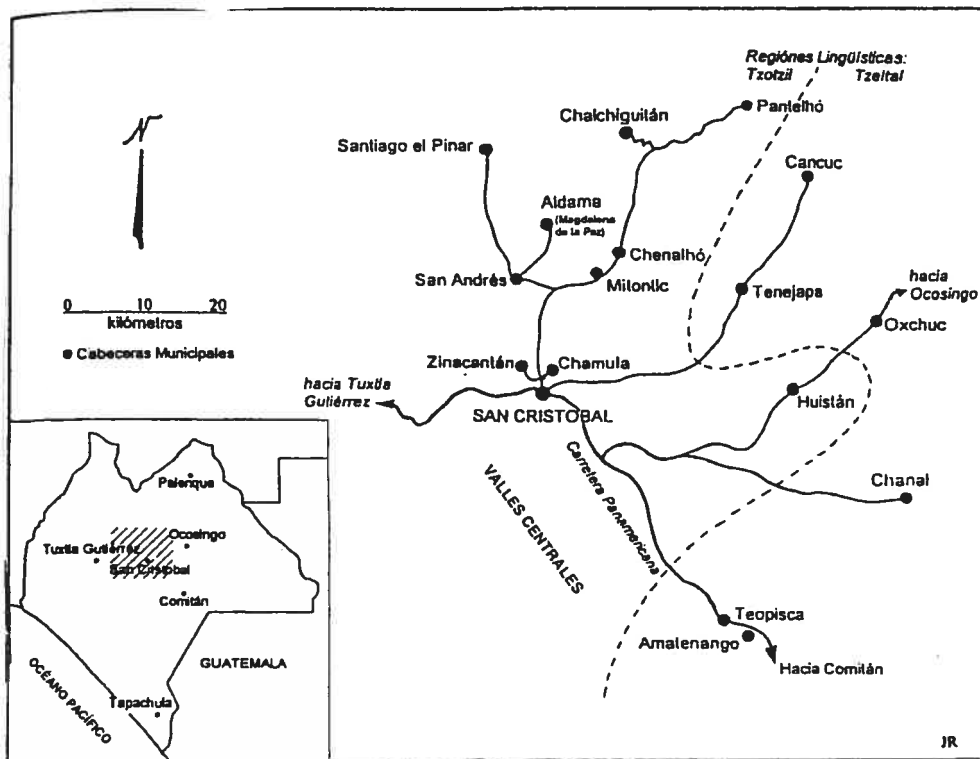 Regiónes Lingüísticas:
Tzotzil Tzeltal
Pantelhó
Chalchiguitán
Santiago el Pinar
Cancuc
Aldama
(Magdalena
de la Paz)
Chenalhó
Mitontic
San Andrés
Tenejapa
hacia
Ocosingo
Oxchuc
0 10 20
kilómetros
Cabeceras Municipales
Zinacantán
Chamula
hacia Tuxtla
Gutiérrez
SAN CRISTOBAL
Huistán
Chanal
Carretera Panamericana
VALLES CENTRALES
Teopisca
Amatenango
Hacia Comitán
Palenque
Ocosingo
Tuxtla Gutiérrez
San Cristobal
Comitán
GUATEMALA
OCÉANO PACÍFICO
Tapachula
JR